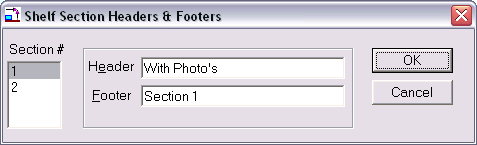 Shelf Section Headers & Footers
Section #
1
2
Header With Photo's
Footer Section 1
OK
Cancel